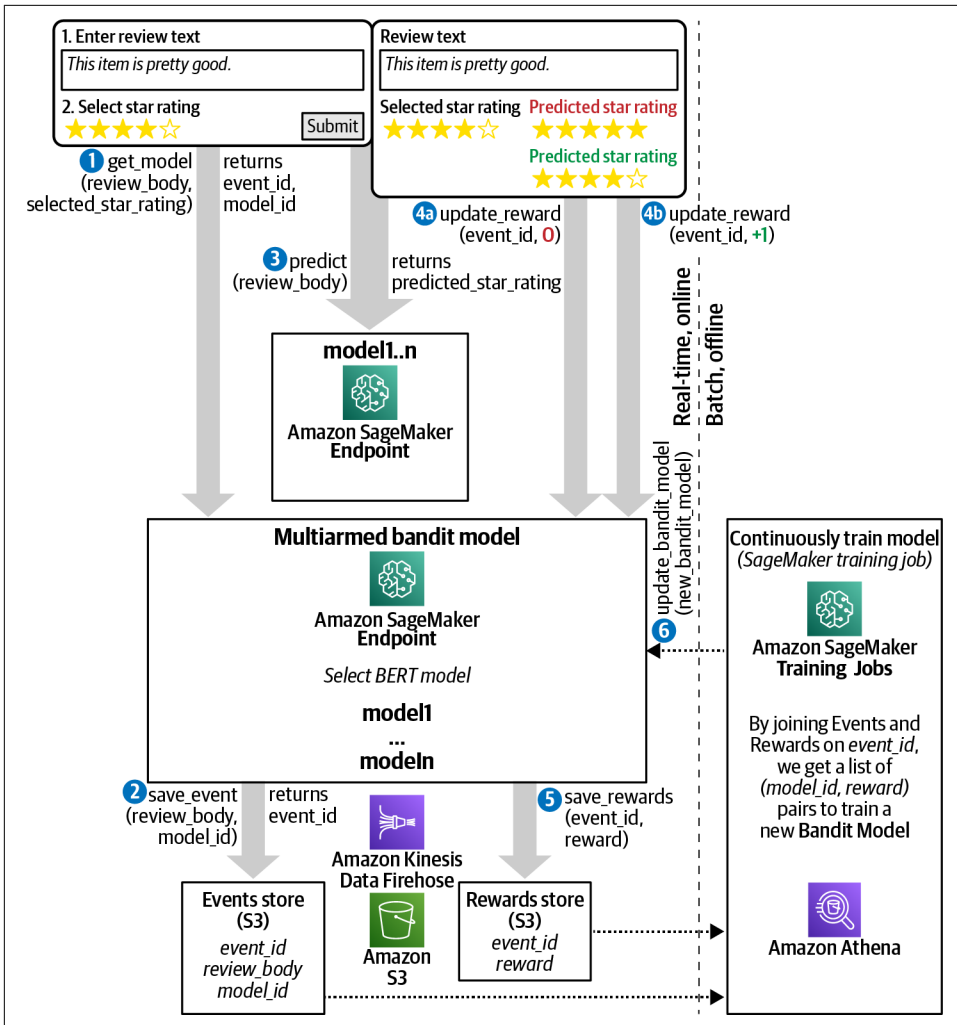 1. Enter review text
This item is pretty good.
2. Select star rating
Submit
Review text
This item is pretty good.
Selected star rating
Predicted star rating
Predicted star rating
1 get_model
(review_body,
selected_star_rating)
returns
event_id,
model_id
4a update_reward
(event_id, 0)
4b update_reward
(event_id, +1)
3 predict
(review_body)
returns
predicted_star_rating
Real-time, online
Batch, offline
model1..n
Amazon SageMaker
Endpoint
Multiarmed bandit model
Amazon SageMaker
Endpoint
Select BERT model
model1
...
modeln
6 update_bandit_model
(new_bandit_model)
Continuously train model
(SageMaker training job)
Amazon SageMaker
Training Jobs
By joining Events and
Rewards on event_id,
we get a list of
(model_id, reward)
pairs to train a
new Bandit Model
Amazon Athena
2 save_event
(review_body,
model_id)
returns
event_id
Amazon Kinesis
Data Firehose
5 save_rewards
(event_id,
reward)
Events store
(S3)
event_id
review_body
model_id
Amazon
S3
Rewards store
(S3)
event_id
reward